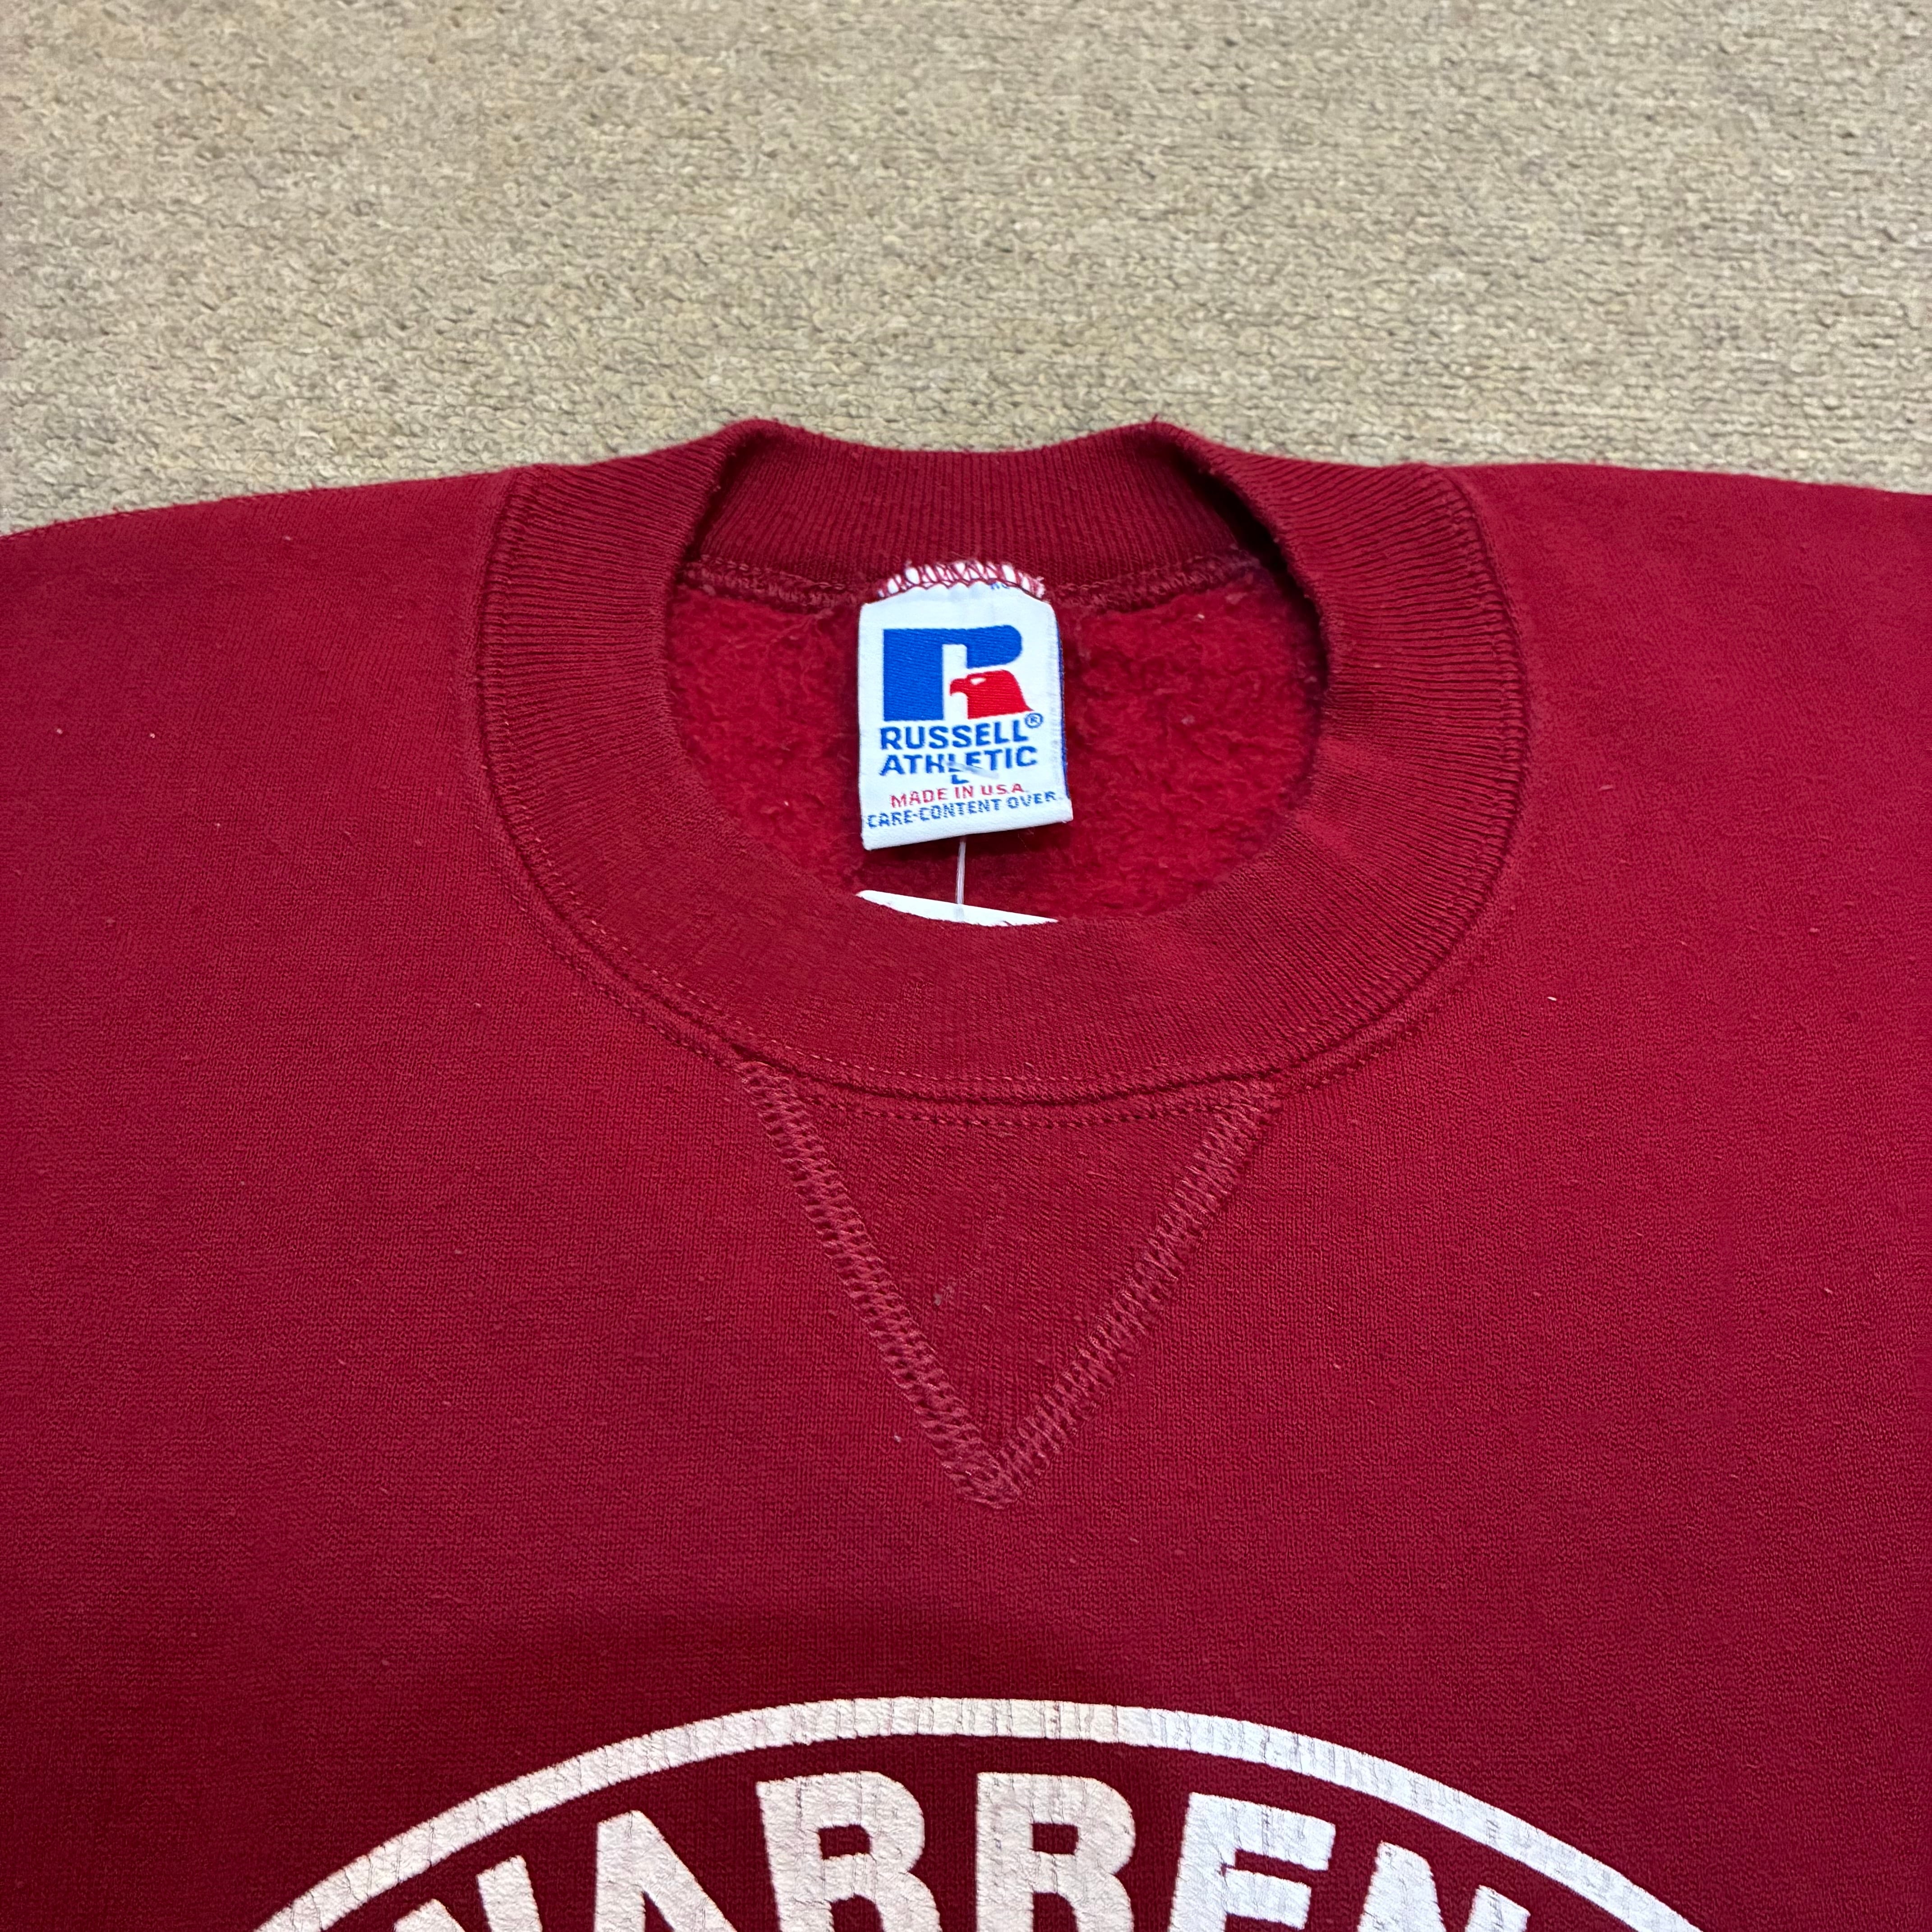 RUSSELL®
ATHLETIC
L
MADE IN U.S.A.
CARE-CONTENT OVER
WARREN